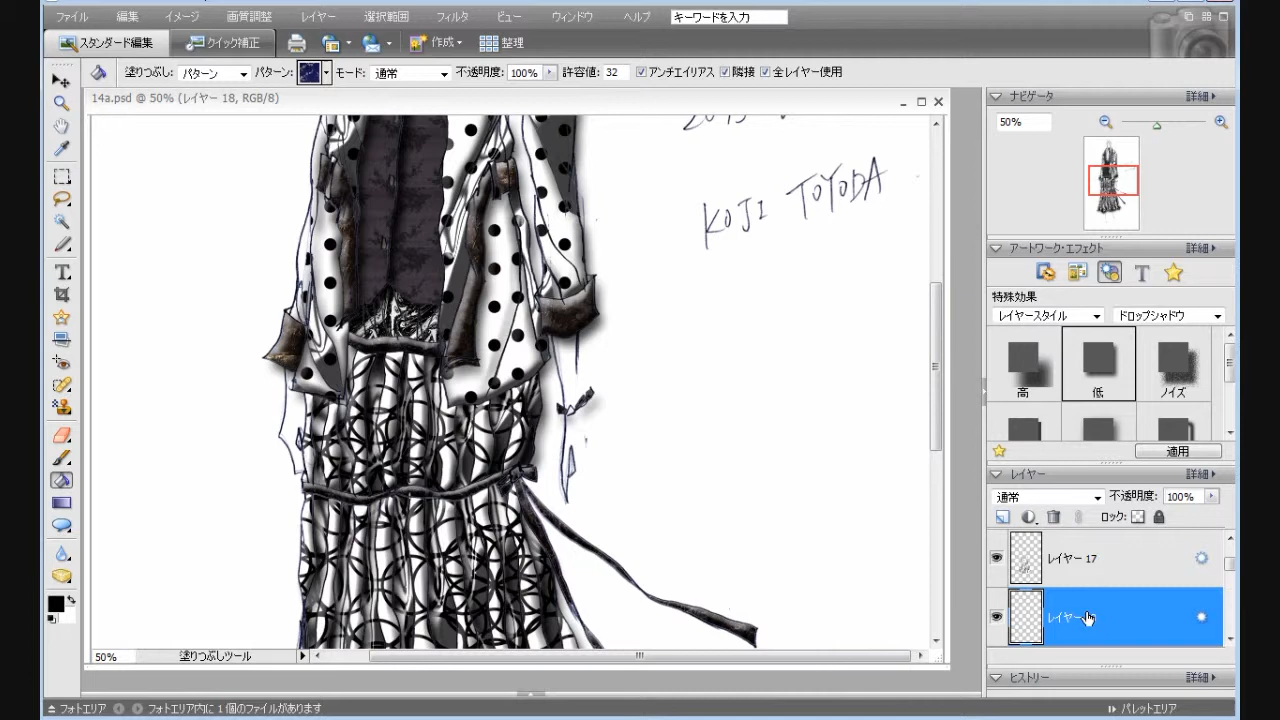 ファイル 編集 イメージ 画質調整 レイヤー 選択範囲 フィルタ ビュー ウィンドウ ヘルプ キーワードを入力
スタンダード編集 クイック補正 作成 整理
塗りつぶし: パターン パターン: モード: 通常 不透明度: 100% 許容値: 32 アンチエイリアス 隣接 全レイヤー使用
14a.psd @ 50% (レイヤー 18, RGB/8)
KOJI TOYODA
50% 塗りつぶしツール
ナビゲータ 詳細
50%
アートワーク・エフェクト 詳細
特殊効果
レイヤースタイル ドロップシャドウ
高 低 ノイズ
適用
レイヤー 詳細
通常 不透明度: 100%
ロック:
レイヤー 17
レイヤー
ヒストリー 詳細
フォトエリア フォトエリア内に 1 個のファイルがあります パレットエリア